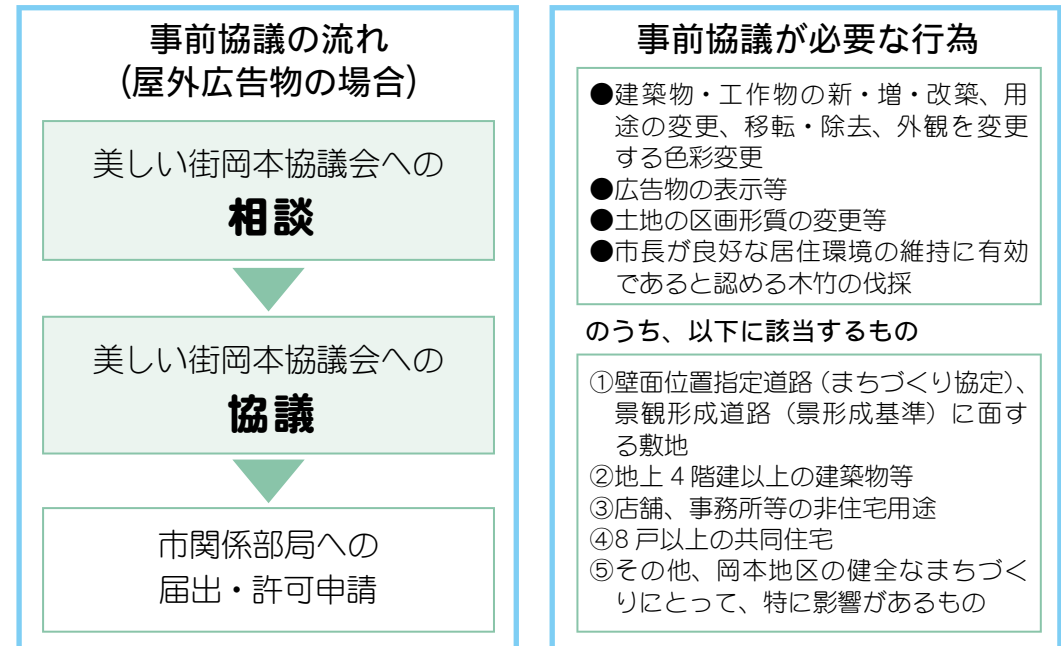 事前協議の流れ
（屋外広告物の場合）
美しい街岡本協議会への
相談
美しい街岡本協議会への
協議
市関係部局への
届出・許可申請
事前協議が必要な行為
●建築物・工作物の新・増・改築、用
途の変更、移転・除去、外観を変更
する色彩変更
●広告物の表示等
●土地の区画形質の変更等
●市長が良好な居住環境の維持に有効
であると認める木竹の伐採
のうち、以下に該当するもの
①壁面位置指定道路（まちづくり協定）、
景観形成道路（景形成基準）に面す
る敷地
②地上４階建以上の建築物等
③店舗、事務所等の非住宅用途
④8 戸以上の共同住宅
⑤その他、岡本地区の健全なまちづく
りにとって、特に影響があるもの